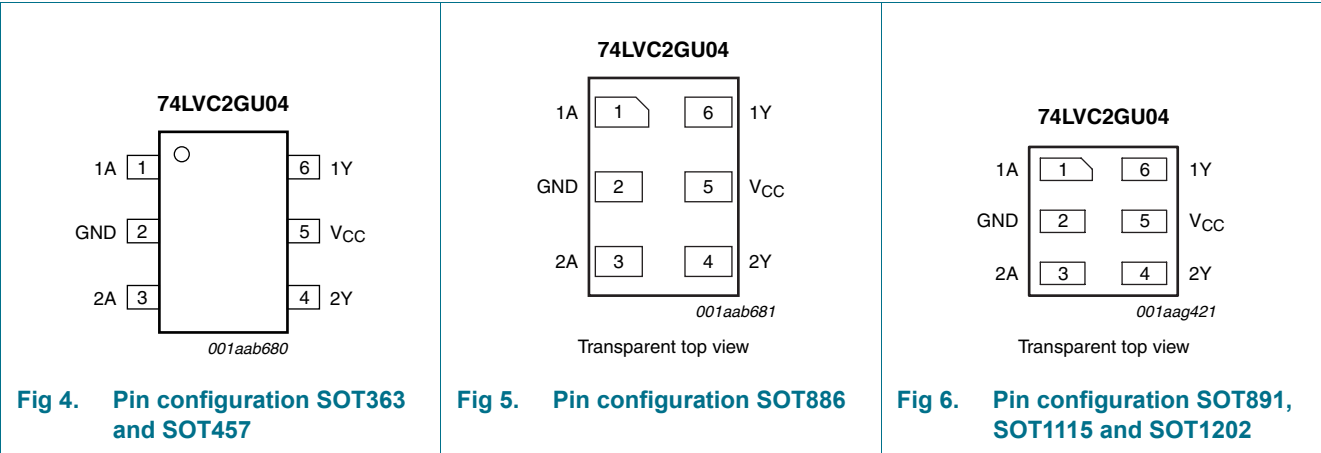 74LVC2GU04
1A 1 6 1Y
GND 2 5 VCC
2A 3 4 2Y
001aab680
Fig 4. Pin configuration SOT363
and SOT457
74LVC2GU04
1A 1 6 1Y
GND 2 5 VCC
2A 3 4 2Y
001aab681
Transparent top view
Fig 5. Pin configuration SOT886
74LVC2GU04
1A 1 6 1Y
GND 2 5 VCC
2A 3 4 2Y
001aag421
Transparent top view
Fig 6. Pin configuration SOT891,
SOT1115 and SOT1202